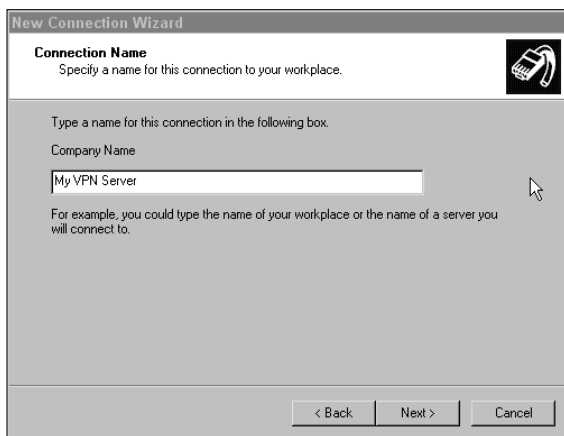 New Connection Wizard
Connection Name
Specify a name for this connection to your workplace.
Type a name for this connection in the following box.
Company Name
My VPN Server
For example, you could type the name of your workplace or the name of a server you
will connect to.
< Back Next > Cancel